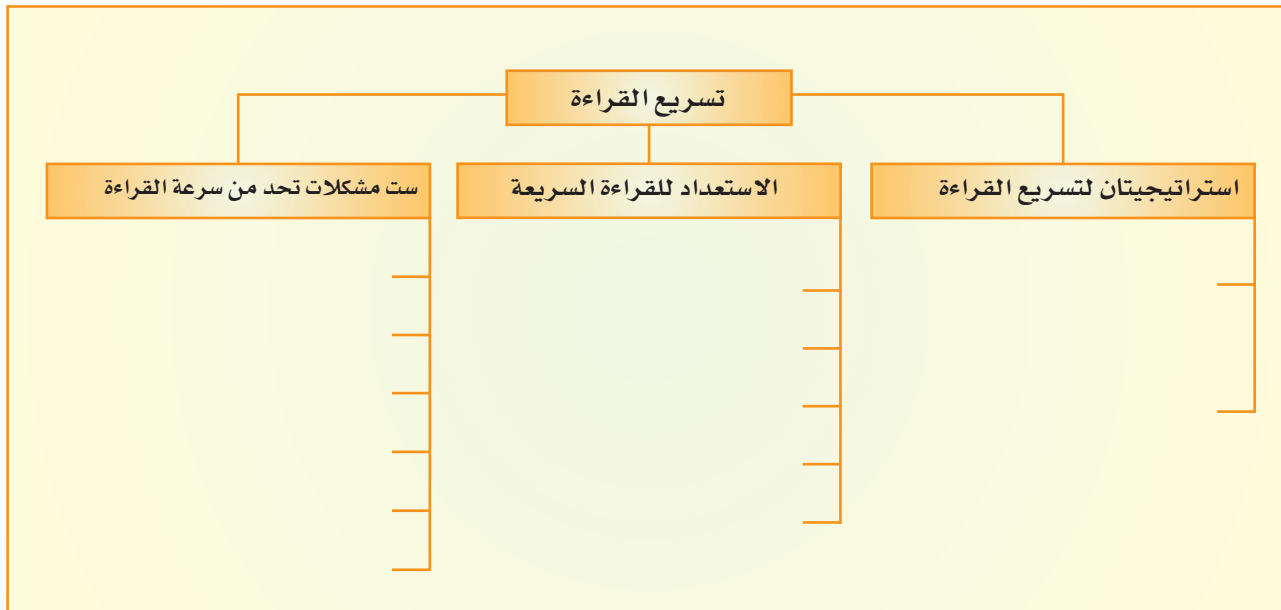 تسريع القراءة
استراتيجيتان لتسريع القراءة
الاستعداد للقراءة السريعة
ست مشكلات تحد من سرعة القراءة